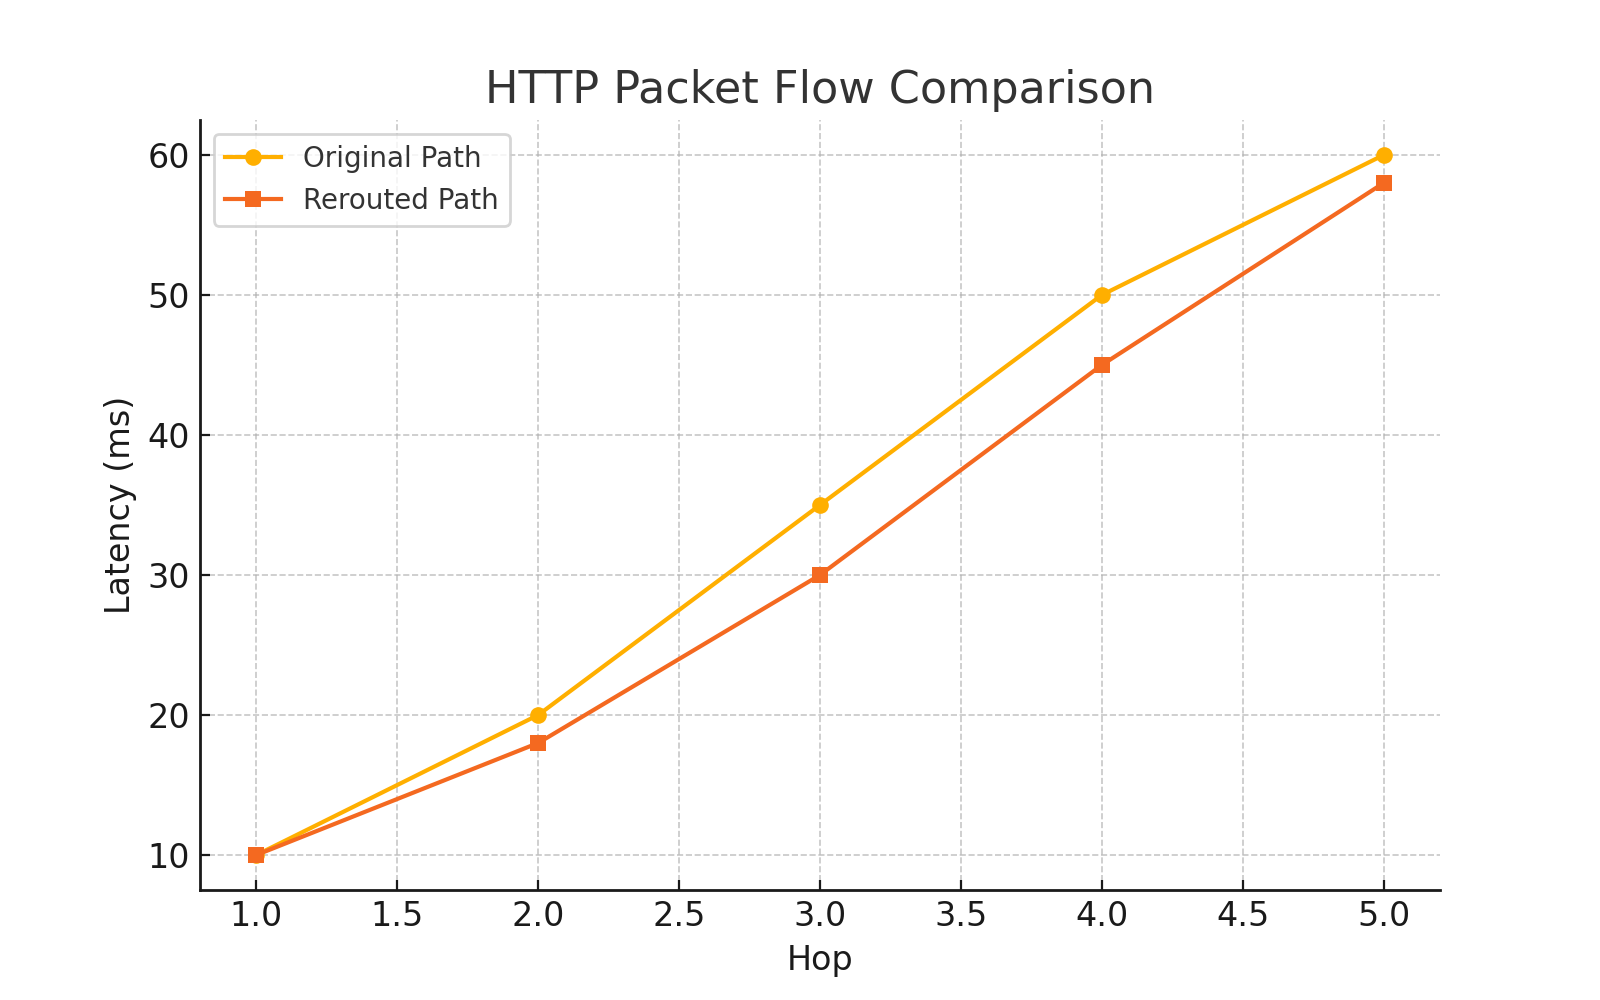 HTTP Packet Flow Comparison
Original Path
Rerouted Path
60
50
40
30
20
10
Latency (ms)
1.0 1.5 2.0 2.5 3.0 3.5 4.0 4.5 5.0
Hop